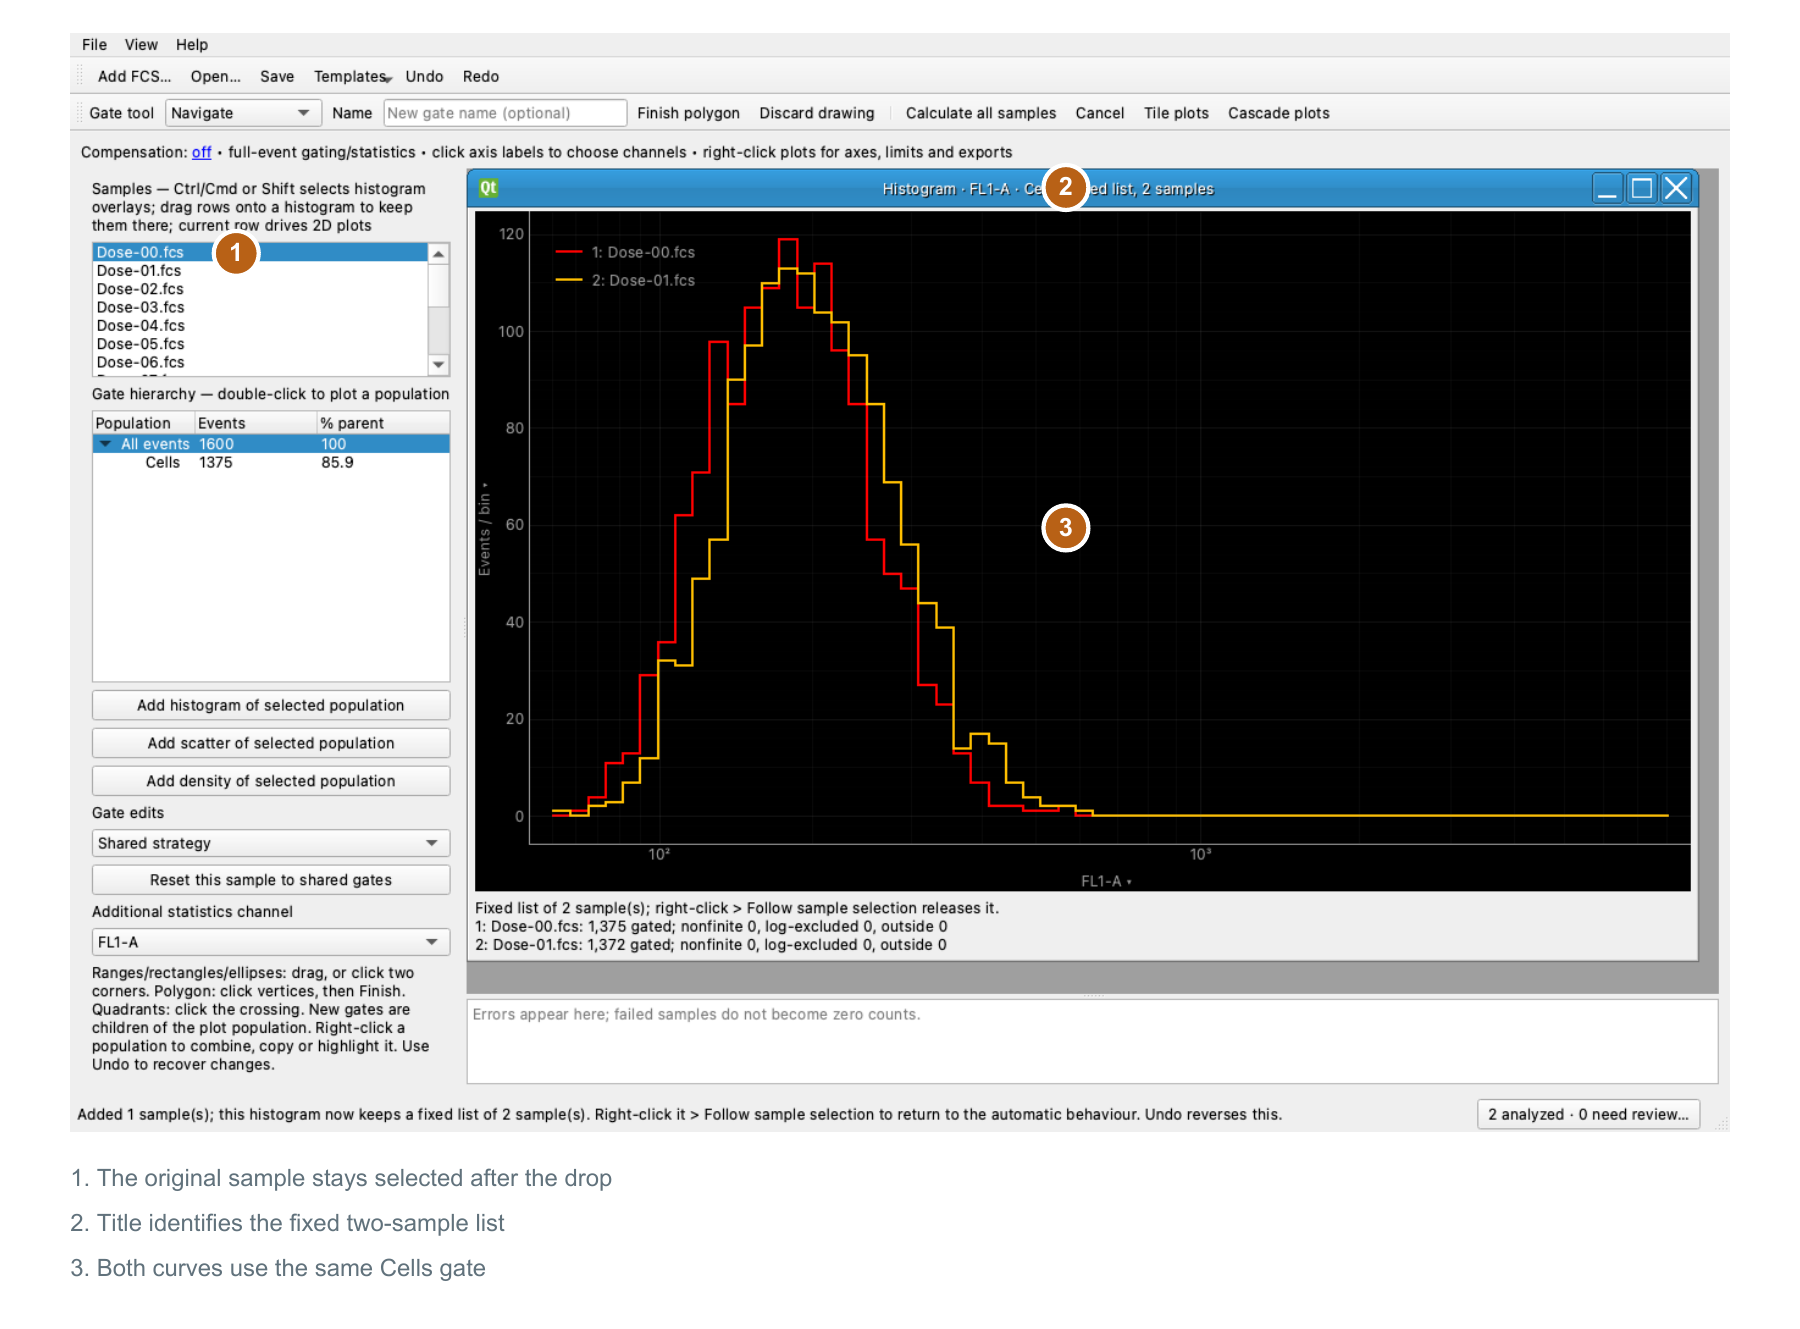 File View Help
Add FCS... Open... Save Templates Undo Redo
Gate tool Navigate Name New gate name (optional) Finish polygon Discard drawing Calculate all samples Cancel Tile plots Cascade plots
Compensation: off • full-event gating/statistics • click axis labels to choose channels • right-click plots for axes, limits and exports
Samples — Ctrl/Cmd or Shift selects histogram
overlays; drag rows onto a histogram to keep
them there; current row drives 2D plots
Dose-00.fcs
1
Dose-01.fcs
Dose-02.fcs
Dose-03.fcs
Dose-04.fcs
Dose-05.fcs
Dose-06.fcs
Gate hierarchy — double-click to plot a population
Population Events % parent
All events 1600 100
Cells 1375 85.9
Add histogram of selected population
Add scatter of selected population
Add density of selected population
Gate edits
Shared strategy
Reset this sample to shared gates
Additional statistics channel
FL1-A
Ranges/rectangles/ellipses: drag, or click two
corners. Polygon: click vertices, then Finish.
Quadrants: click the crossing. New gates are
children of the plot population. Right-click a
population to combine, copy or highlight it. Use
Undo to recover changes.
Qt Histogram · FL1-A · list, 2 samples
2
1: Dose-00.fcs
2: Dose-01.fcs
120
100
80
60
40
20
0
Events / bin
3
10² 10³
FL1-A
Fixed list of 2 sample(s); right-click > Follow sample selection releases it.
1: Dose-00.fcs: 1,375 gated; nonfinite 0, log-excluded 0, outside 0
2: Dose-01.fcs: 1,372 gated; nonfinite 0, log-excluded 0, outside 0
Errors appear here; failed samples do not become zero counts.
Added 1 sample(s); this histogram now keeps a fixed list of 2 sample(s). Right-click it > Follow sample selection to return to the automatic behaviour. Undo reverses this.
2 analyzed · 0 need review...
1. The original sample stays selected after the drop
2. Title identifies the fixed two-sample list
3. Both curves use the same Cells gate